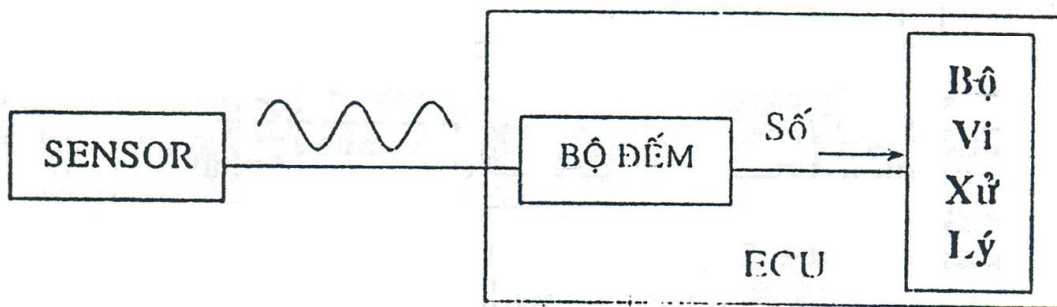 SENSOR
BỘ ĐẾM
Số
ECU
Bộ
Vi
Xử
Lý